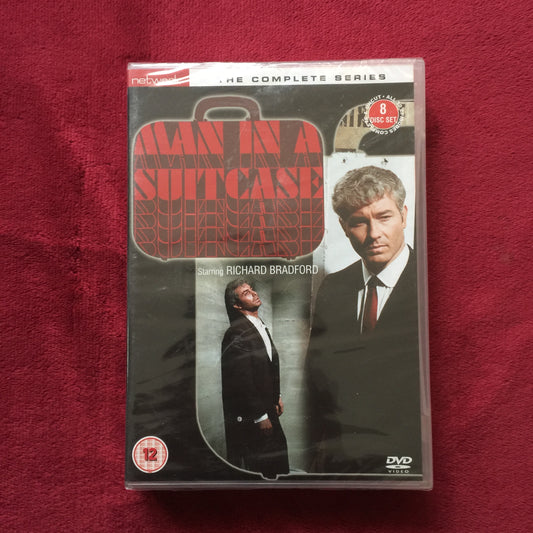 network
THE COMPLETE SERIES
8
DISC SET
MAN IN A
SUITCASE
Starring RICHARD BRADFORD
12
DVD
VIDEO